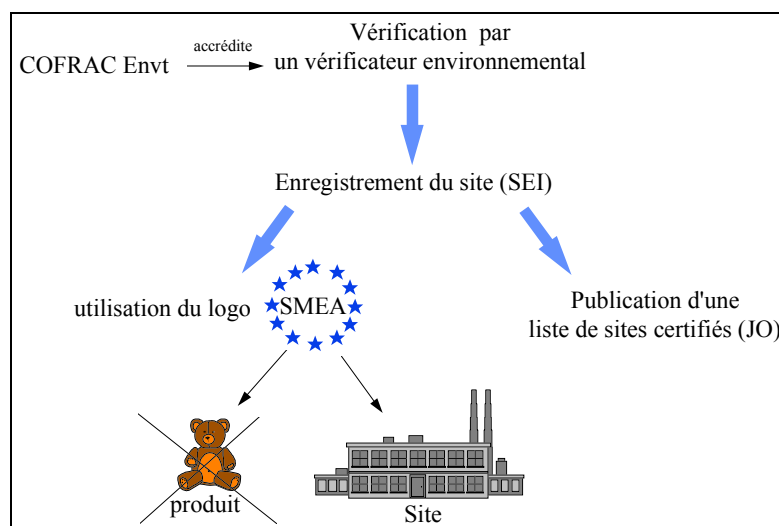 accrédite
COFRAC Envt
Vérification par
un vérificateur environnemental
Enregistrement du site (SEI)
utilisation du logo
SMEA
Publication d'une
liste de sites certifiés (JO)
produit
Site